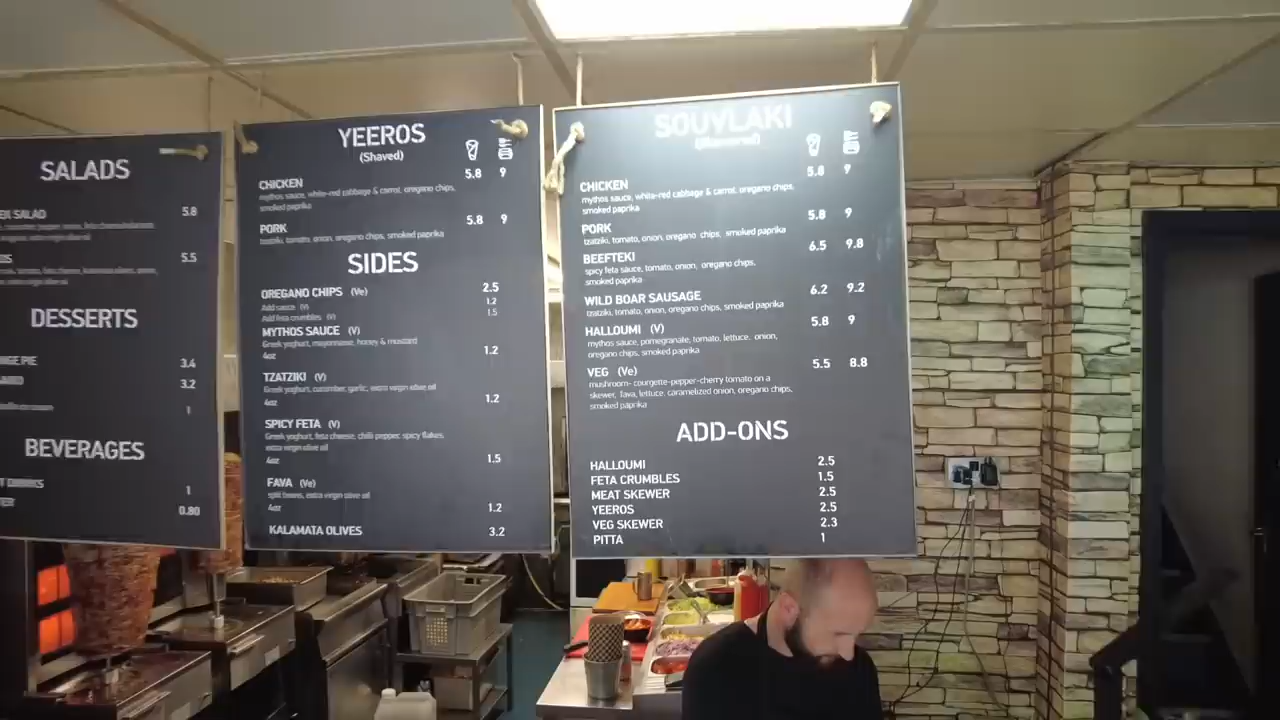 SALADS
SALAD
5.8
5.5
DESSERTS
PIE
3.4
3.2
1
BEVERAGES
DRINKS
1
0.80
YEEROS
(Shaved)
CHICKEN 5.8 9
mythos sauce, white-red cabbage & carrot, oregano chips,
smoked paprika
PORK 5.8 9
tzatziki, tomato, onion, oregano chips, smoked paprika
SIDES
OREGANO CHIPS (Ve) 2.5
Add sauce (V) 1.2
Add feta crumbles (V) 1.5
MYTHOS SAUCE (V)
Greek yoghurt, mayonnaise, honey & mustard
4oz 1.2
TZATZIKI (V)
Greek yoghurt, cucumber, garlic, extra virgin olive oil
4oz 1.2
SPICY FETA (V)
Greek yoghurt, feta cheese, chilli pepper, spicy flakes,
extra virgin olive oil
4oz 1.5
FAVA (Ve)
split beans, extra virgin olive oil
4oz 1.2
KALAMATA OLIVES 3.2
SOUVLAKI
(Skewered)
CHICKEN 5.8 9
mythos sauce, white-red cabbage & carrot, oregano chips,
smoked paprika
PORK 5.8 9
tzatziki, tomato, onion, oregano chips, smoked paprika
BEEFTEKI 6.5 9.8
spicy feta sauce, tomato, onion, oregano chips,
smoked paprika
WILD BOAR SAUSAGE 6.2 9.2
tzatziki, tomato, onion, oregano chips, smoked paprika
HALLOUMI (V) 5.8 9
mythos sauce, pomegranate, tomato, lettuce, onion,
oregano chips, smoked paprika
VEG (Ve) 5.5 8.8
mushroom- courgette-pepper-cherry tomato on a
skewer, fava, lettuce, caramelized onion, oregano chips,
smoked paprika
ADD-ONS
HALLOUMI 2.5
FETA CRUMBLES 1.5
MEAT SKEWER 2.5
YEEROS 2.5
VEG SKEWER 2.3
PITTA 1